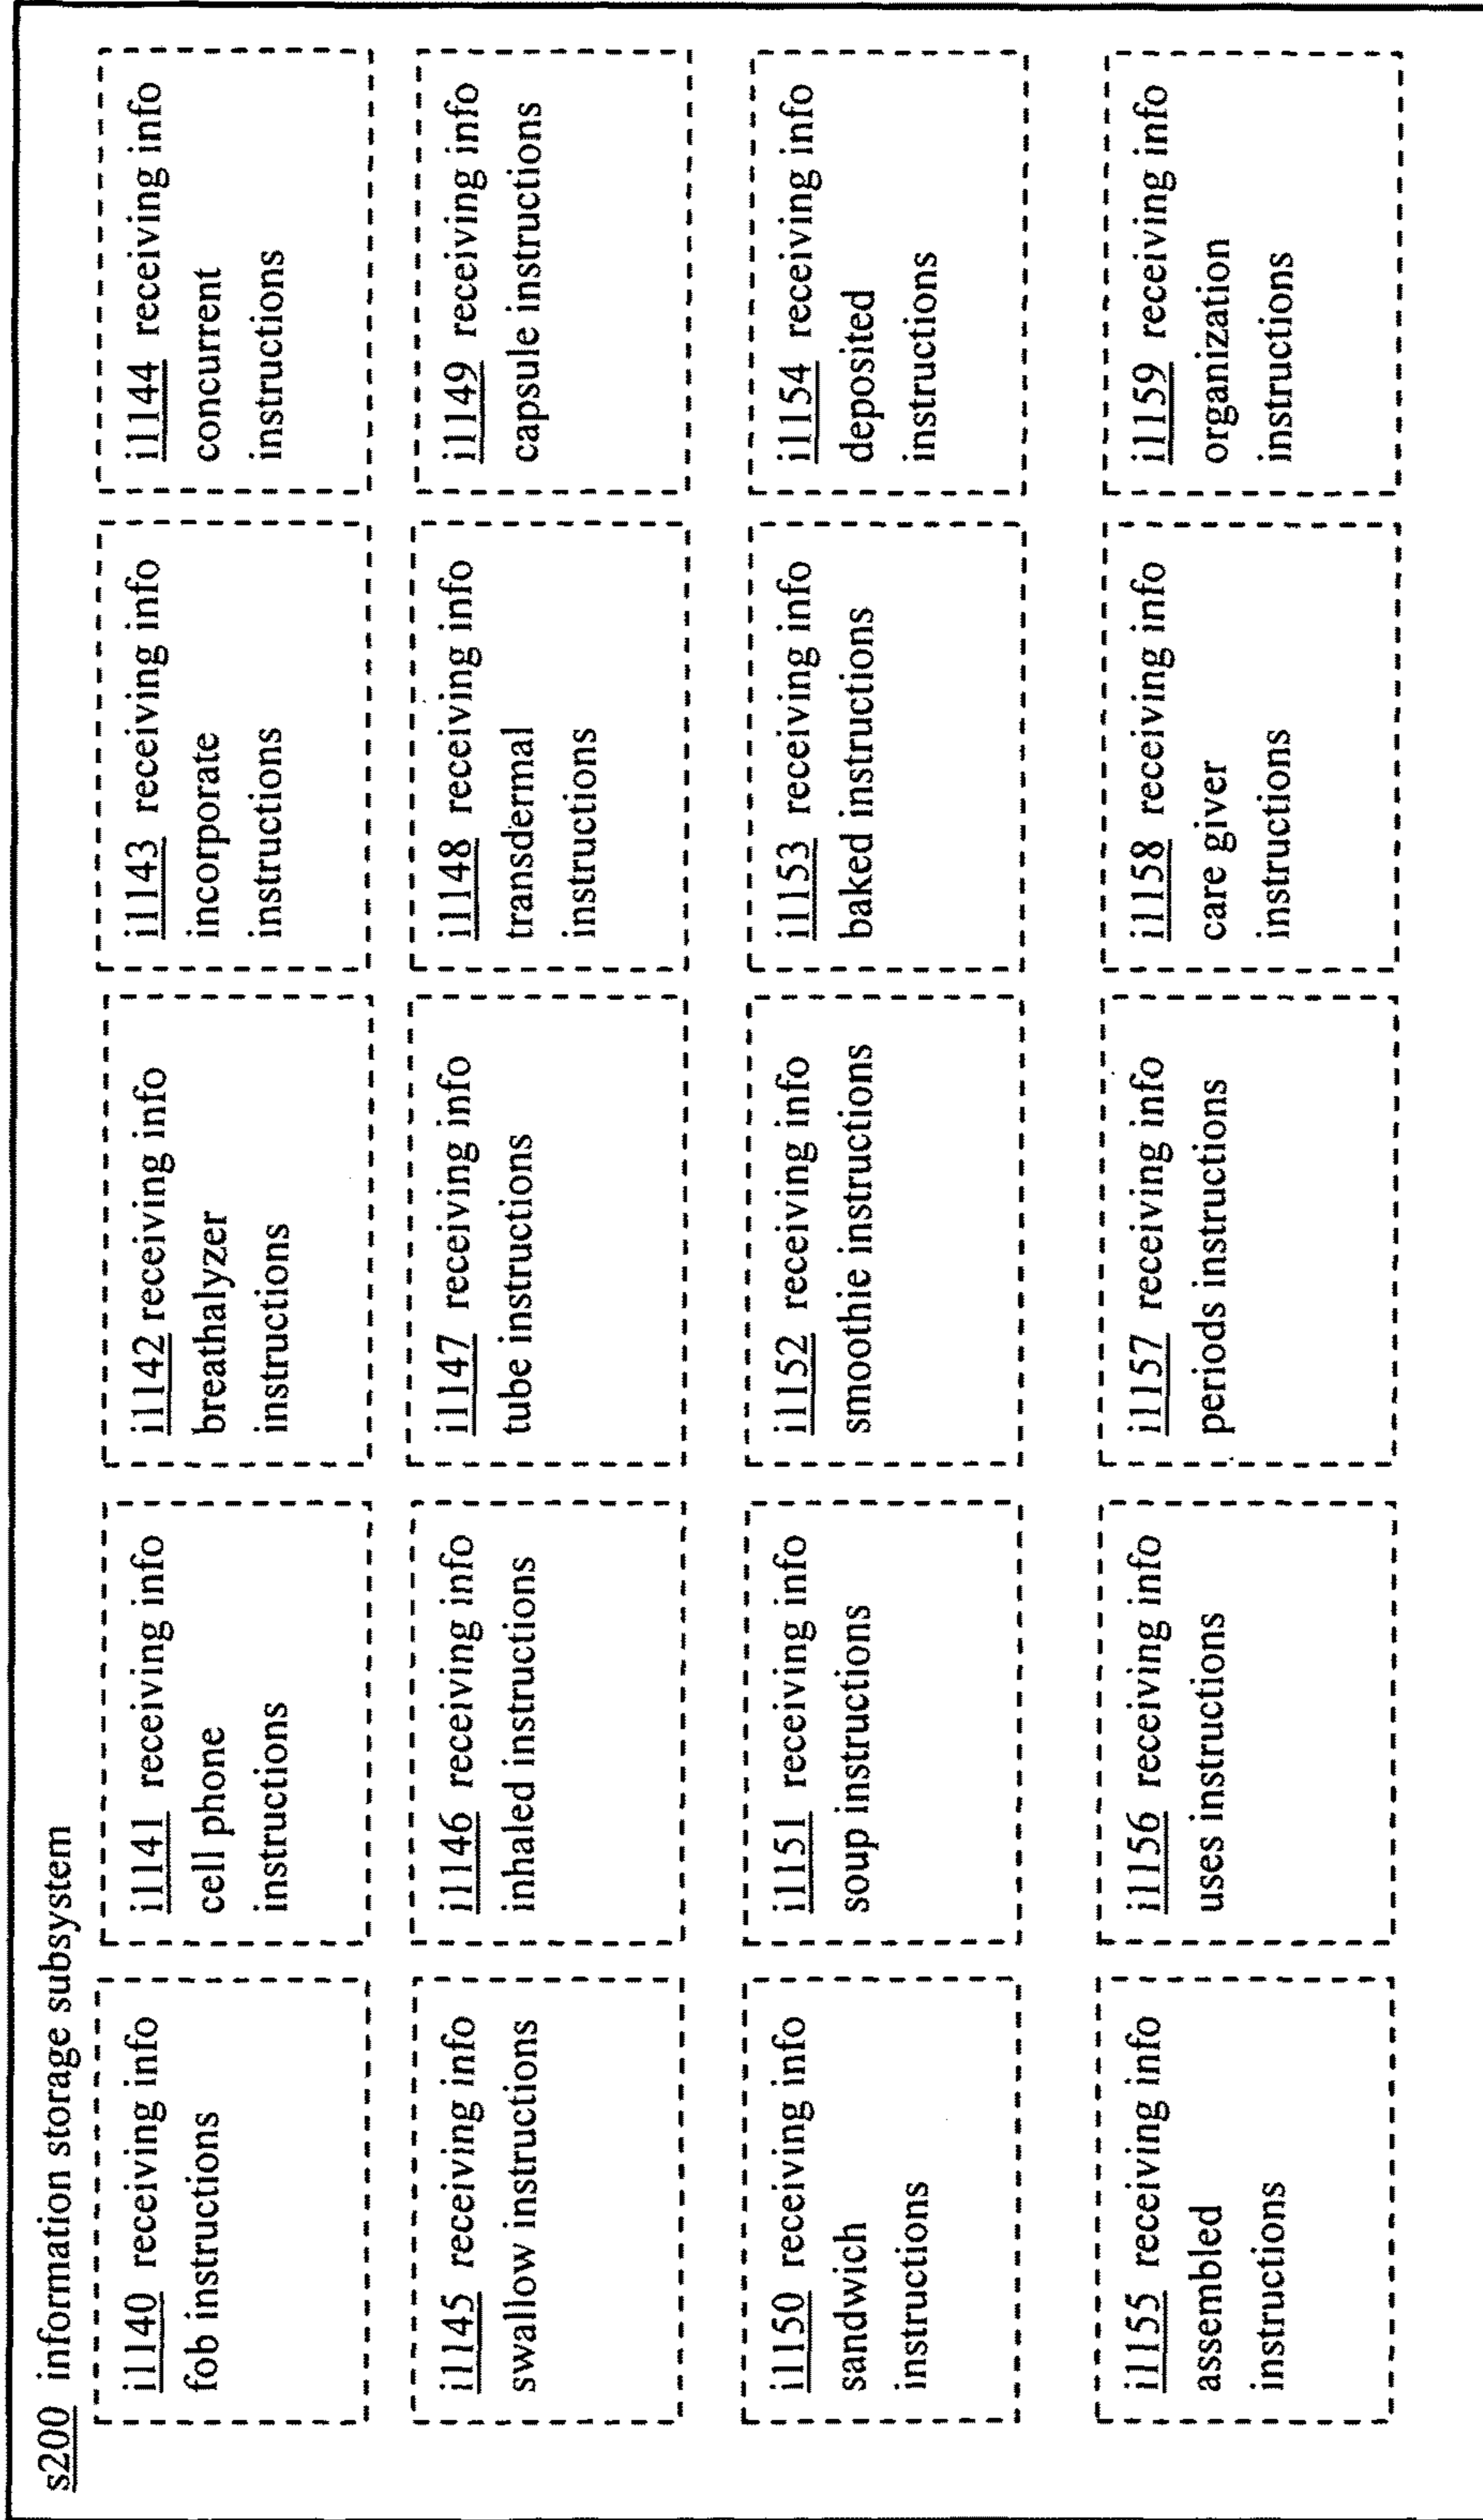 s200 information storage subsystem
i1140 receiving info
fob instructions
i1141 receiving info
cell phone
instructions
i1142 receiving info
breathalyzer
instructions
i1143 receiving info
incorporate
instructions
i1144 receiving info
concurrent
instructions
i1145 receiving info
swallow instructions
i1146 receiving info
inhaled instructions
i1147 receiving info
tube instructions
i1148 receiving info
transdermal
instructions
i1149 receiving info
capsule instructions
i1150 receiving info
sandwich
instructions
i1151 receiving info
soup instructions
i1152 receiving info
smoothie instructions
i1153 receiving info
baked instructions
i1154 receiving info
deposited
instructions
i1155 receiving info
assembled
instructions
i1156 receiving info
uses instructions
i1157 receiving info
periods instructions
i1158 receiving info
care giver
instructions
i1159 receiving info
organization
instructions